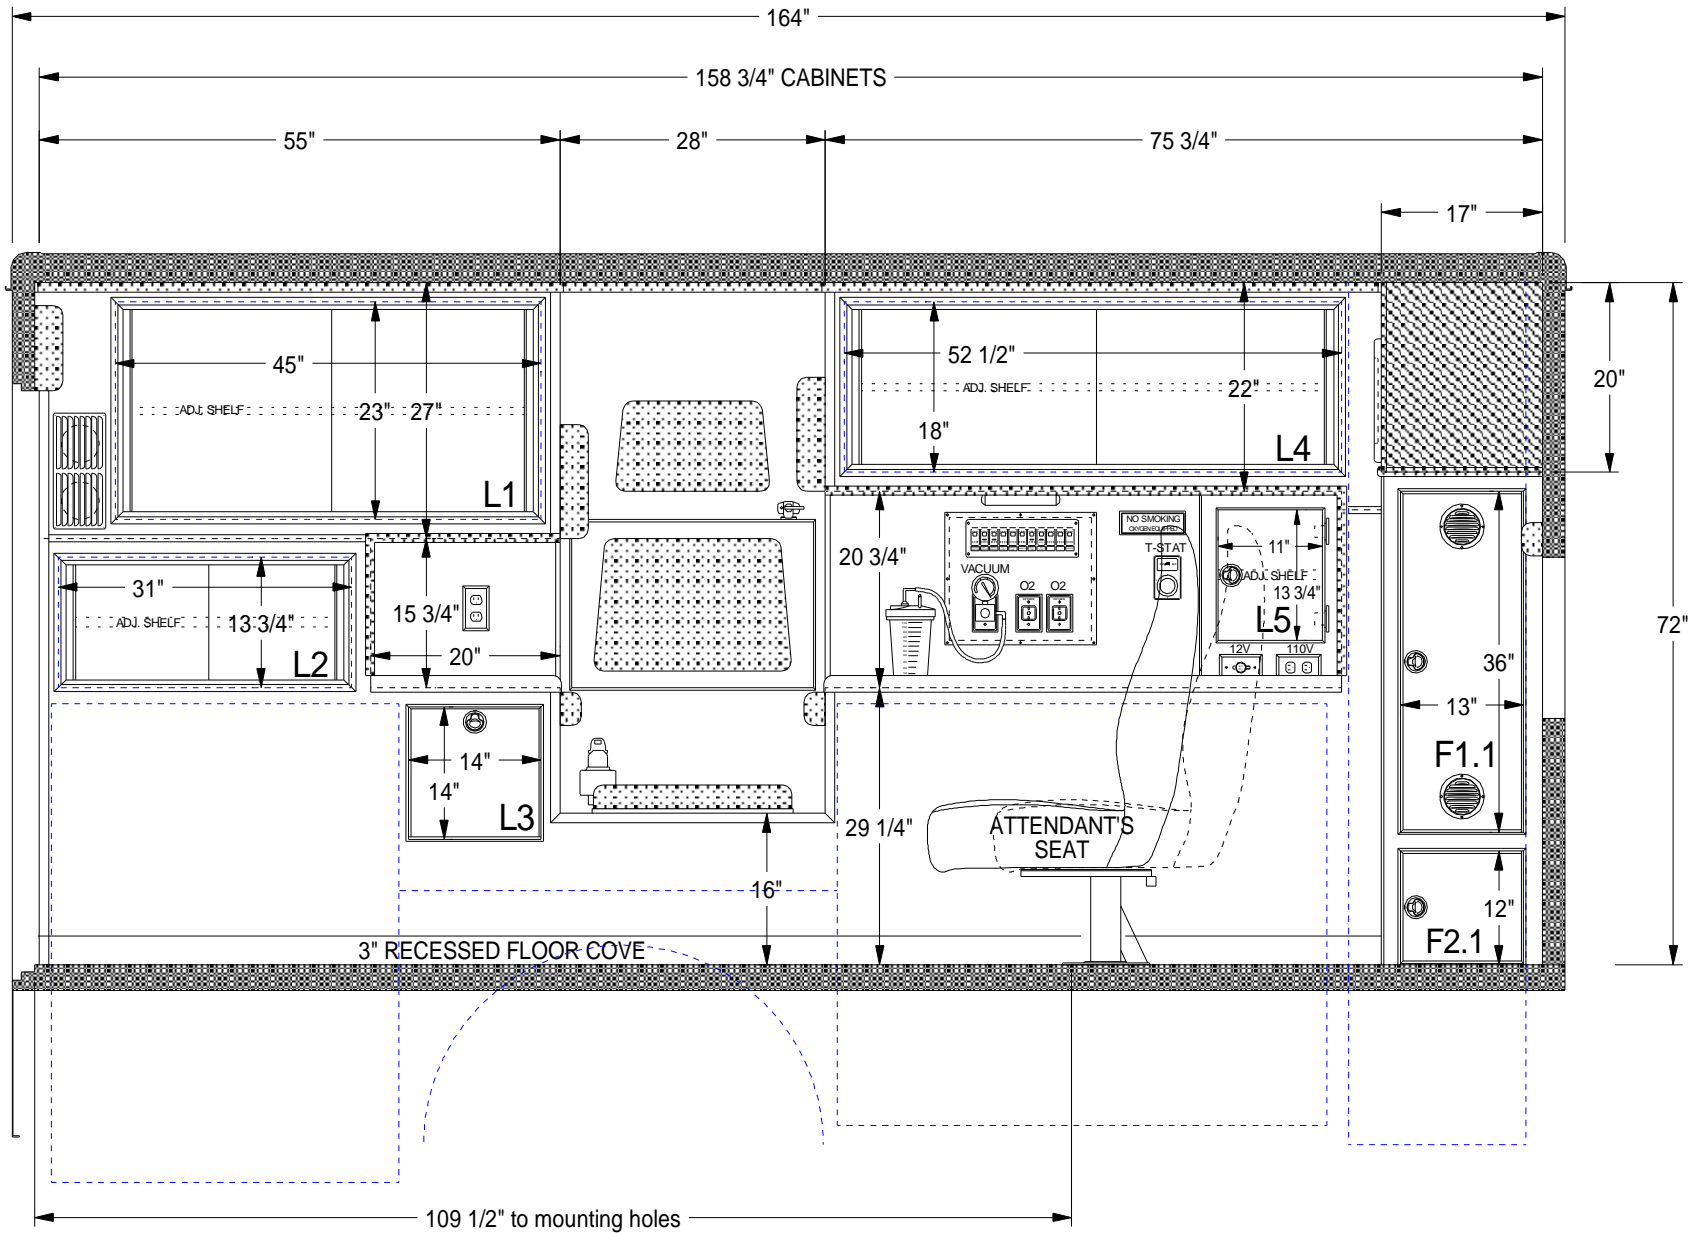 164"
158 3/4" CABINETS
55"
28"
75 3/4"
17"
45"
52 1/2"
20"
ADJ. SHELF
23"
27"
ADJ. SHELF
22"
18"
L1
L4
NO SMOKING
OXYGEN EQUIPPED
T-STAT
20 3/4"
VACUUM
O2
O2
11"
ADJ. SHELF
13 3/4"
L5
31"
15 3/4"
ADJ. SHELF
13 3/4"
L2
20"
12V
110V
72"
36"
13"
F1.1
14"
14"
L3
29 1/4"
ATTENDANT'S
SEAT
16"
12"
F2.1
3" RECESSED FLOOR COVE
109 1/2" to mounting holes